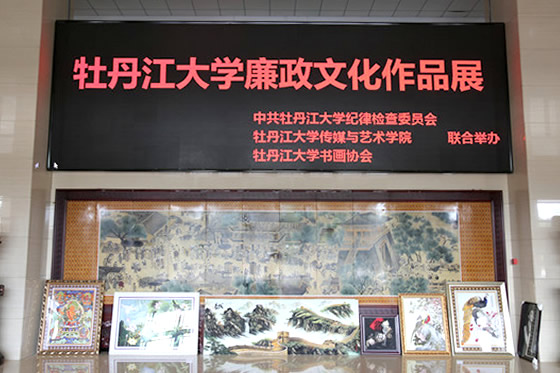 牡丹江大学廉政文化作品展
中共牡丹江大学纪律检查委员会
牡丹江大学传媒与艺术学院 联合举办
牡丹江大学书画协会